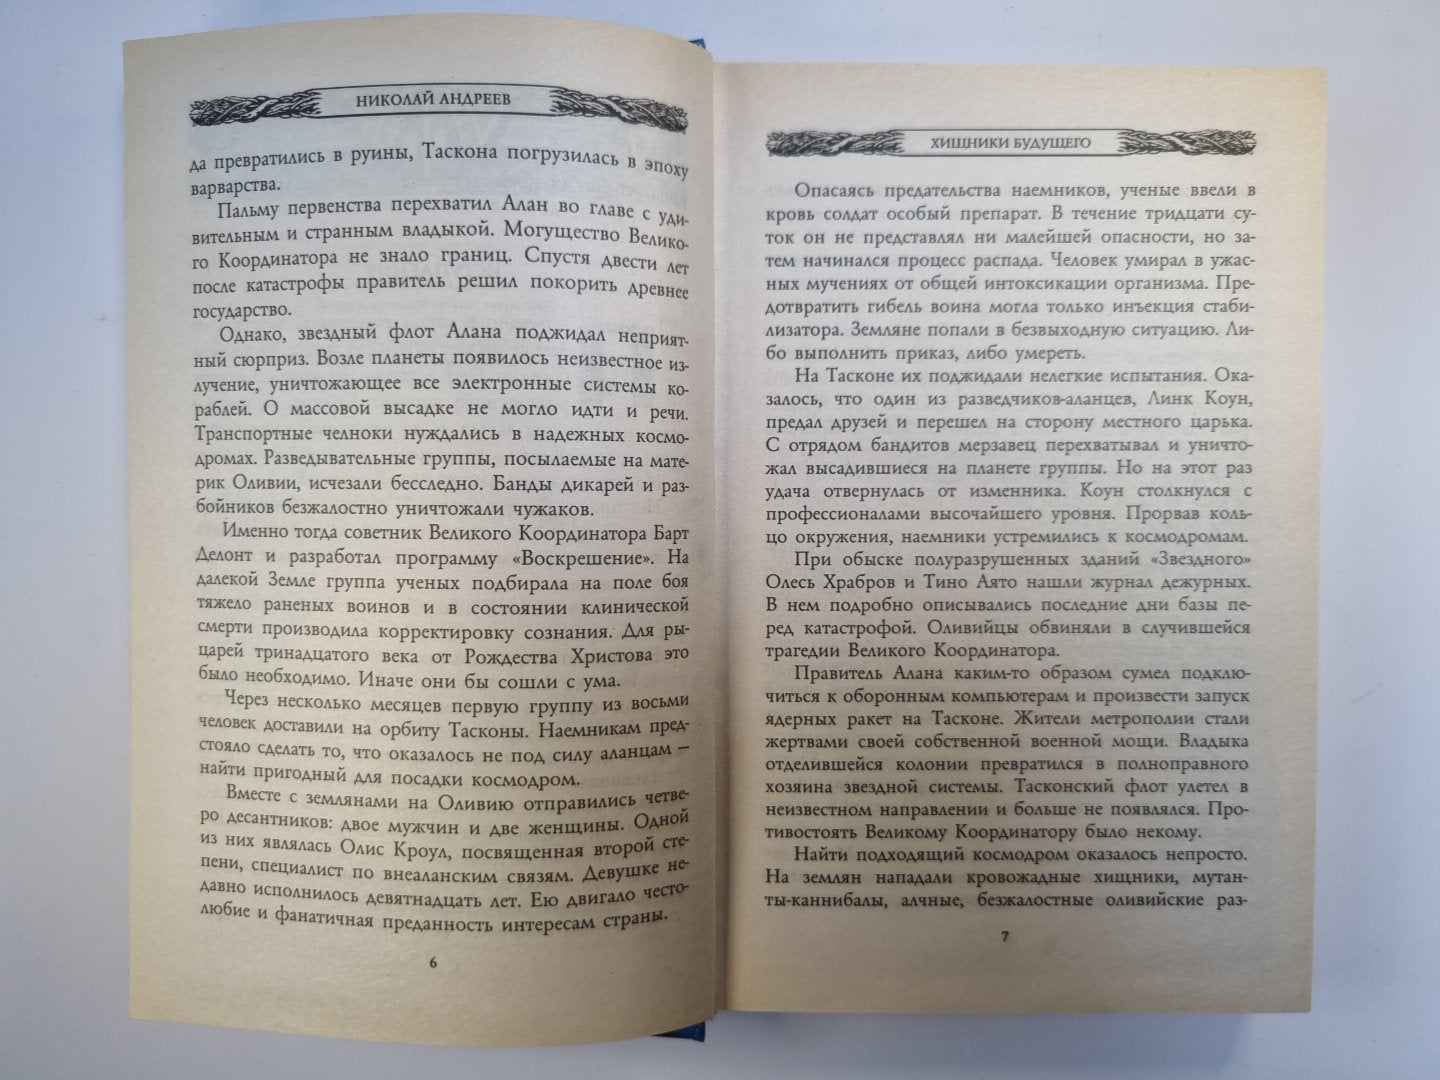 НИКОЛАЙ АНДРЕЕВ
да превратились в руины, Таскона погрузилась в эпоху
варварства.
Пальму первенства перехватил Алан во главе с уди-
вительным и странным владыкой. Могущество Велико-
го Координатора не знало границ. Спустя двести лет
после катастрофы правитель решил покорить древнее
государство.
Однако, звездный флот Алана поджидал неприят-
ный сюрприз. Возле планеты появилось неизвестное из-
лучение, уничтожающее все электронные системы ко-
раблей. О массовой высадке не могло идти и речи.
Транспортные челноки нуждались в надежных космо-
дромах. Разведывательные группы, посылаемые на мате-
рик Оливии, исчезали бесследно. Банды дикарей и раз-
бойников безжалостно уничтожали чужаков.
Именно тогда советник Великого Координатора Барт
Делонт и разработал программу «Воскрешение». На
далекой Земле группа ученых подбирала на поле боя
тяжело раненых воинов и в состоянии клинической
смерти производила корректировку сознания. Для ры-
царей тринадцатого века от Рождества Христова это
было необходимо. Иначе они бы сошли с ума.
Через несколько месяцев первую группу из восьми
человек доставили на орбиту Тасконы. Наемникам пред-
стояло сделать то, что оказалось не под силу аланцам –
найти пригодный для посадки космодром.
Вместе с землянами на Оливию отправились четве-
ро десантников: двое мужчин и две женщины. Одной
из них являлась Олис Кроул, посвященная второй сте-
пени, специалист по внеаланским связям. Девушке не-
давно исполнилось девятнадцать лет. Ею двигало често-
любие и фанатичная преданность интересам страны.
6
ХИЩНИКИ БУДУЩЕГО
Опасаясь предательства наемников, ученые ввели в
кровь солдат особый препарат. В течение тридцати су-
ток он не представлял ни малейшей опасности, но за-
тем начинался процесс распада. Человек умирал в ужас-
ных мучениях от общей интоксикации организма. Пре-
дотвратить гибель воина могла только инъекция стаби-
лизатора. Земляне попали в безвыходную ситуацию. Ли-
бо выполнить приказ, либо умереть.
На Тасконе их поджидали нелегкие испытания. Ока-
залось, что один из разведчиков-аланцев, Линк Коун,
предал друзей и перешел на сторону местного царька.
С отрядом бандитов мерзавец перехватывал и уничто-
жал высадившиеся на планете группы. Но на этот раз
удача отвернулась от изменника. Коун столкнулся с
профессионалами высочайшего уровня. Прорвав коль-
цо окружения, наемники устремились к космодромам.
При обыске полуразрушенных зданий «Звездного»
Олесь Храбров и Тино Аято нашли журнал дежурных.
В нем подробно описывались последние дни базы пе-
ред катастрофой. Оливийцы обвиняли в случившейся
трагедии Великого Координатора.
Правитель Алана каким-то образом сумел подклю-
читься к оборонным компьютерам и произвести запуск
ядерных ракет на Тасконе. Жители метрополии стали
жертвами своей собственной военной мощи. Владыка
отделившейся колонии превратился в полноправного
хозяина звездной системы. Тасконский флот улетел в
неизвестном направлении и больше не появлялся. Про-
тивостоять Великому Координатору было некому.
Найти подходящий космодром оказалось непросто.
На землян нападали кровожадные хищники, мутан-
ты-каннибалы, алчные, безжалостные оливийские раз-
7